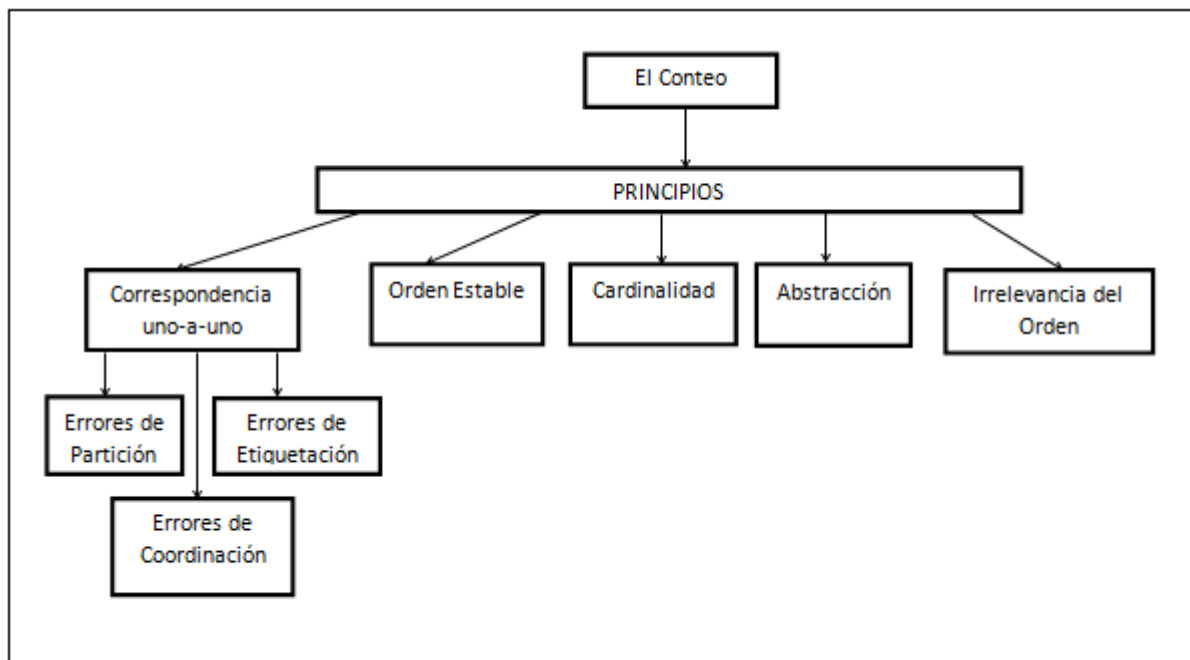 El Conteo
PRINCIPIOS
Correspondencia
uno-a-uno
Orden Estable
Cardinalidad
Abstracción
Irrelevancia del
Orden
Errores de
Partición
Errores de
Etiquetación
Errores de
Coordinación